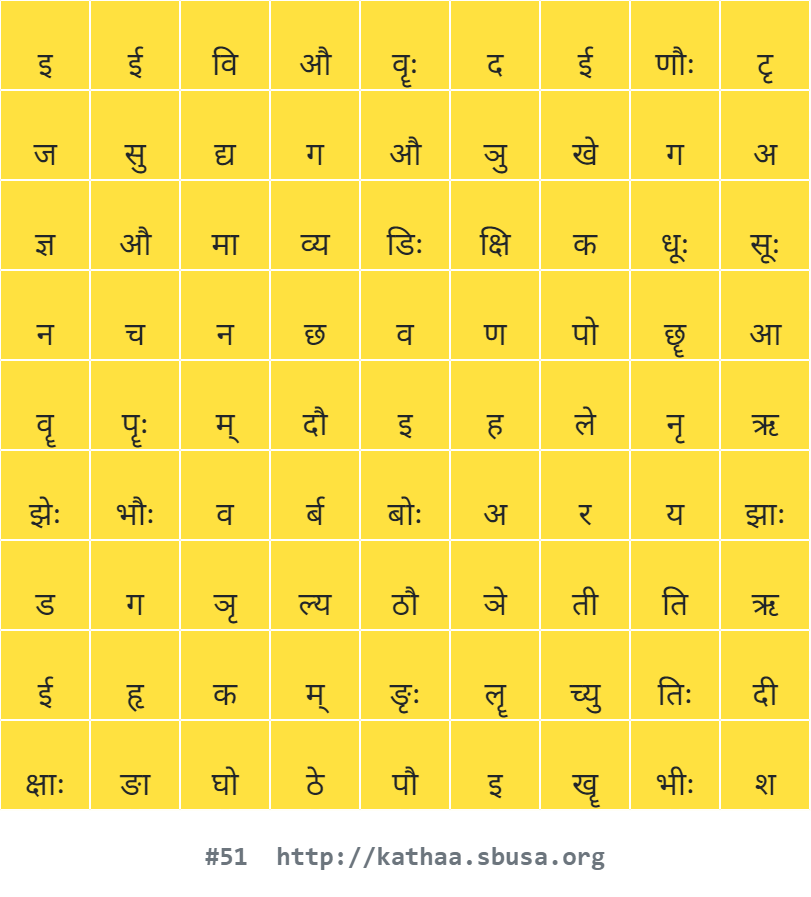 इ ई वि औ वॄः द ई णौः टृ
ज सु द्य ग औ ञु खे ग अ
ज्ञ औ मा व्य डिः क्षि क धूः सूः
न च न छ व ण पो छॄ आ
वॄ पॄः म् दौ इ ह ले नृ ऋ
झेः भौः व र्ब बोः अ र य झाः
ड ग ञृ ल्य ठौ ञे ती ति ऋ
ई हृ क म् ङृः लॄ च्यु तिः दी
क्षाः ङा घो ठे पौ इ खॄ भीः श
#51 http://kathaa.sbusa.org